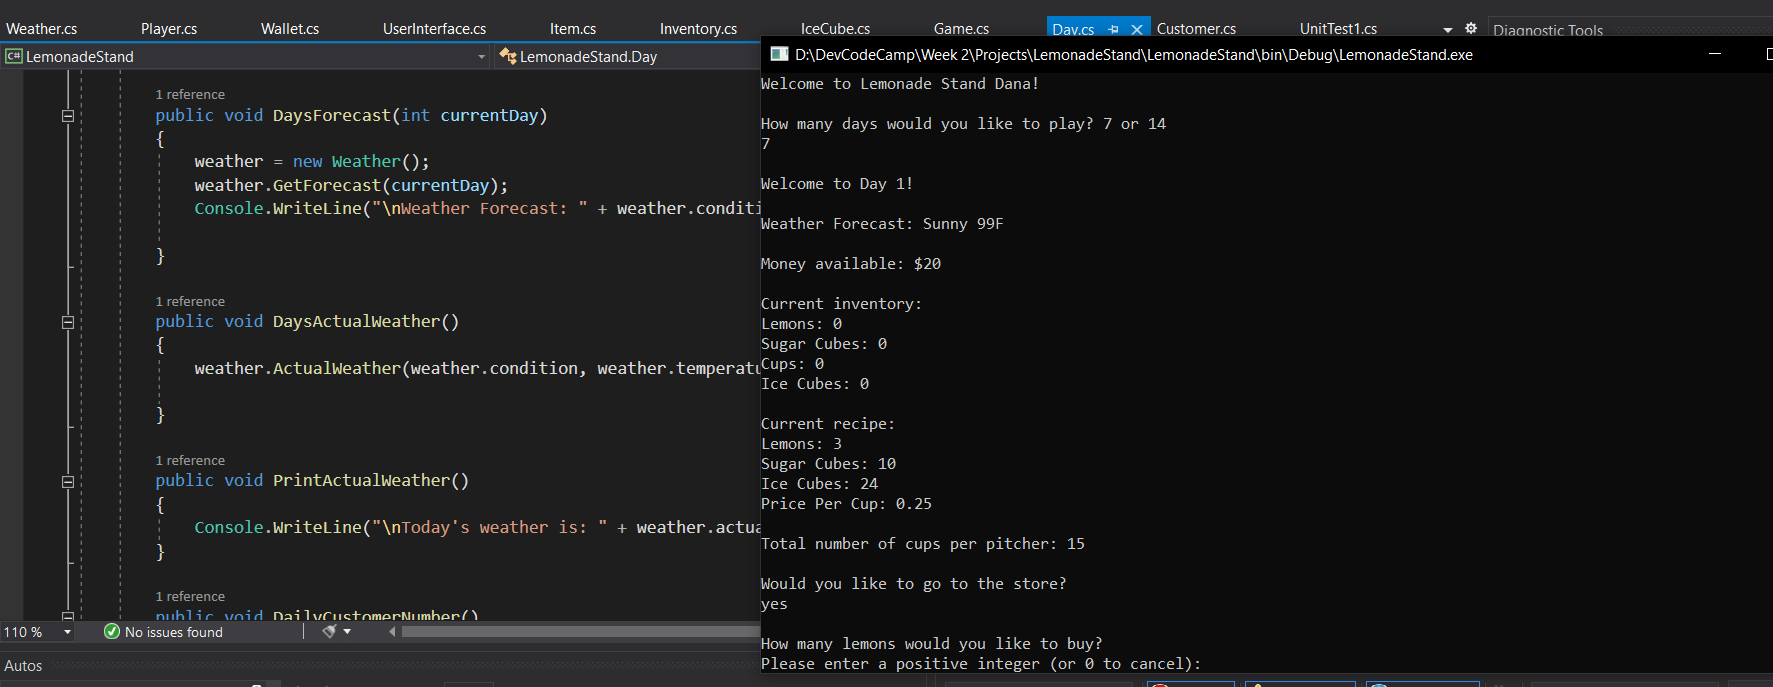 Weather.cs Player.cs Wallet.cs UserInterface.cs Item.cs Inventory.cs IceCube.cs Game.cs Day.cs Customer.cs UnitTest1.cs Diagnostic Tools
C# LemonadeStand LemonadeStand.Day
1 reference
public void DaysForecast(int currentDay)
{
weather = new Weather();
weather.GetForecast(currentDay);
Console.WriteLine("\nWeather Forecast: " + weather.conditi
}
1 reference
public void DaysActualWeather()
{
weather.ActualWeather(weather.condition, weather.temperatu
}
1 reference
public void PrintActualWeather()
{
Console.WriteLine("\nToday's weather is: " + weather.actua
}
1 reference
public void DailyCustomerNumber()
110 % No issues found
Autos
D:\DevCodeCamp\Week 2\Projects\LemonadeStand\LemonadeStand\bin\Debug\LemonadeStand.exe
Welcome to Lemonade Stand Dana!
How many days would you like to play? 7 or 14
7
Welcome to Day 1!
Weather Forecast: Sunny 99F
Money available: $20
Current inventory:
Lemons: 0
Sugar Cubes: 0
Cups: 0
Ice Cubes: 0
Current recipe:
Lemons: 3
Sugar Cubes: 10
Ice Cubes: 24
Price Per Cup: 0.25
Total number of cups per pitcher: 15
Would you like to go to the store?
yes
How many lemons would you like to buy?
Please enter a positive integer (or 0 to cancel):